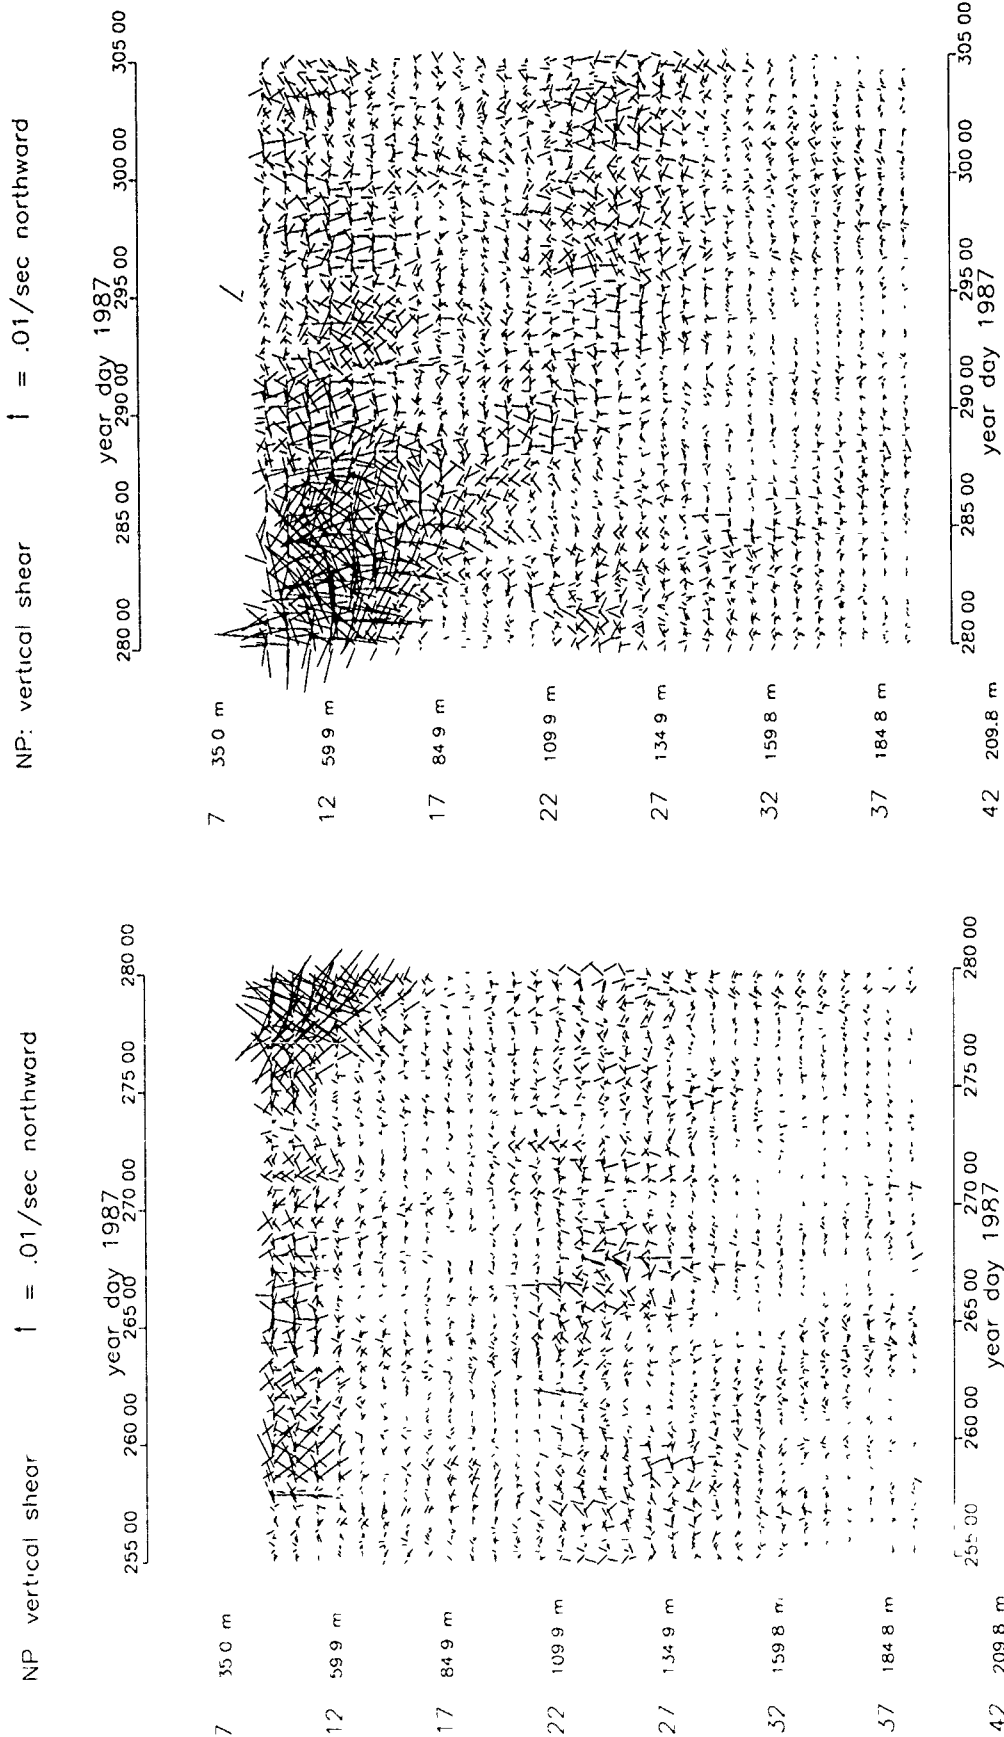 NP vertical shear ↑ = .01/sec northward
year day 1987
255 00 260 00 265 00 270 00 275 00 280 00
7 35 0 m
12 59 9 m
17 84 9 m
22 109 9 m
27 134 9 m
32 159 8 m
37 184 8 m
42 209.8 m
255 00 260 00 265 00 270 00 275 00 280 00
year day 1987
NP: vertical shear ↑ = .01/sec northward
year day 1987
280 00 285 00 290 00 295 00 300 00 305 00
7 35 0 m
12 59 9 m
17 84 9 m
22 109 9 m
27 134 9 m
32 159 8 m
37 184 8 m
42 209.8 m
280 00 285 00 290 00 295 00 300 00 305 00
year day 1987